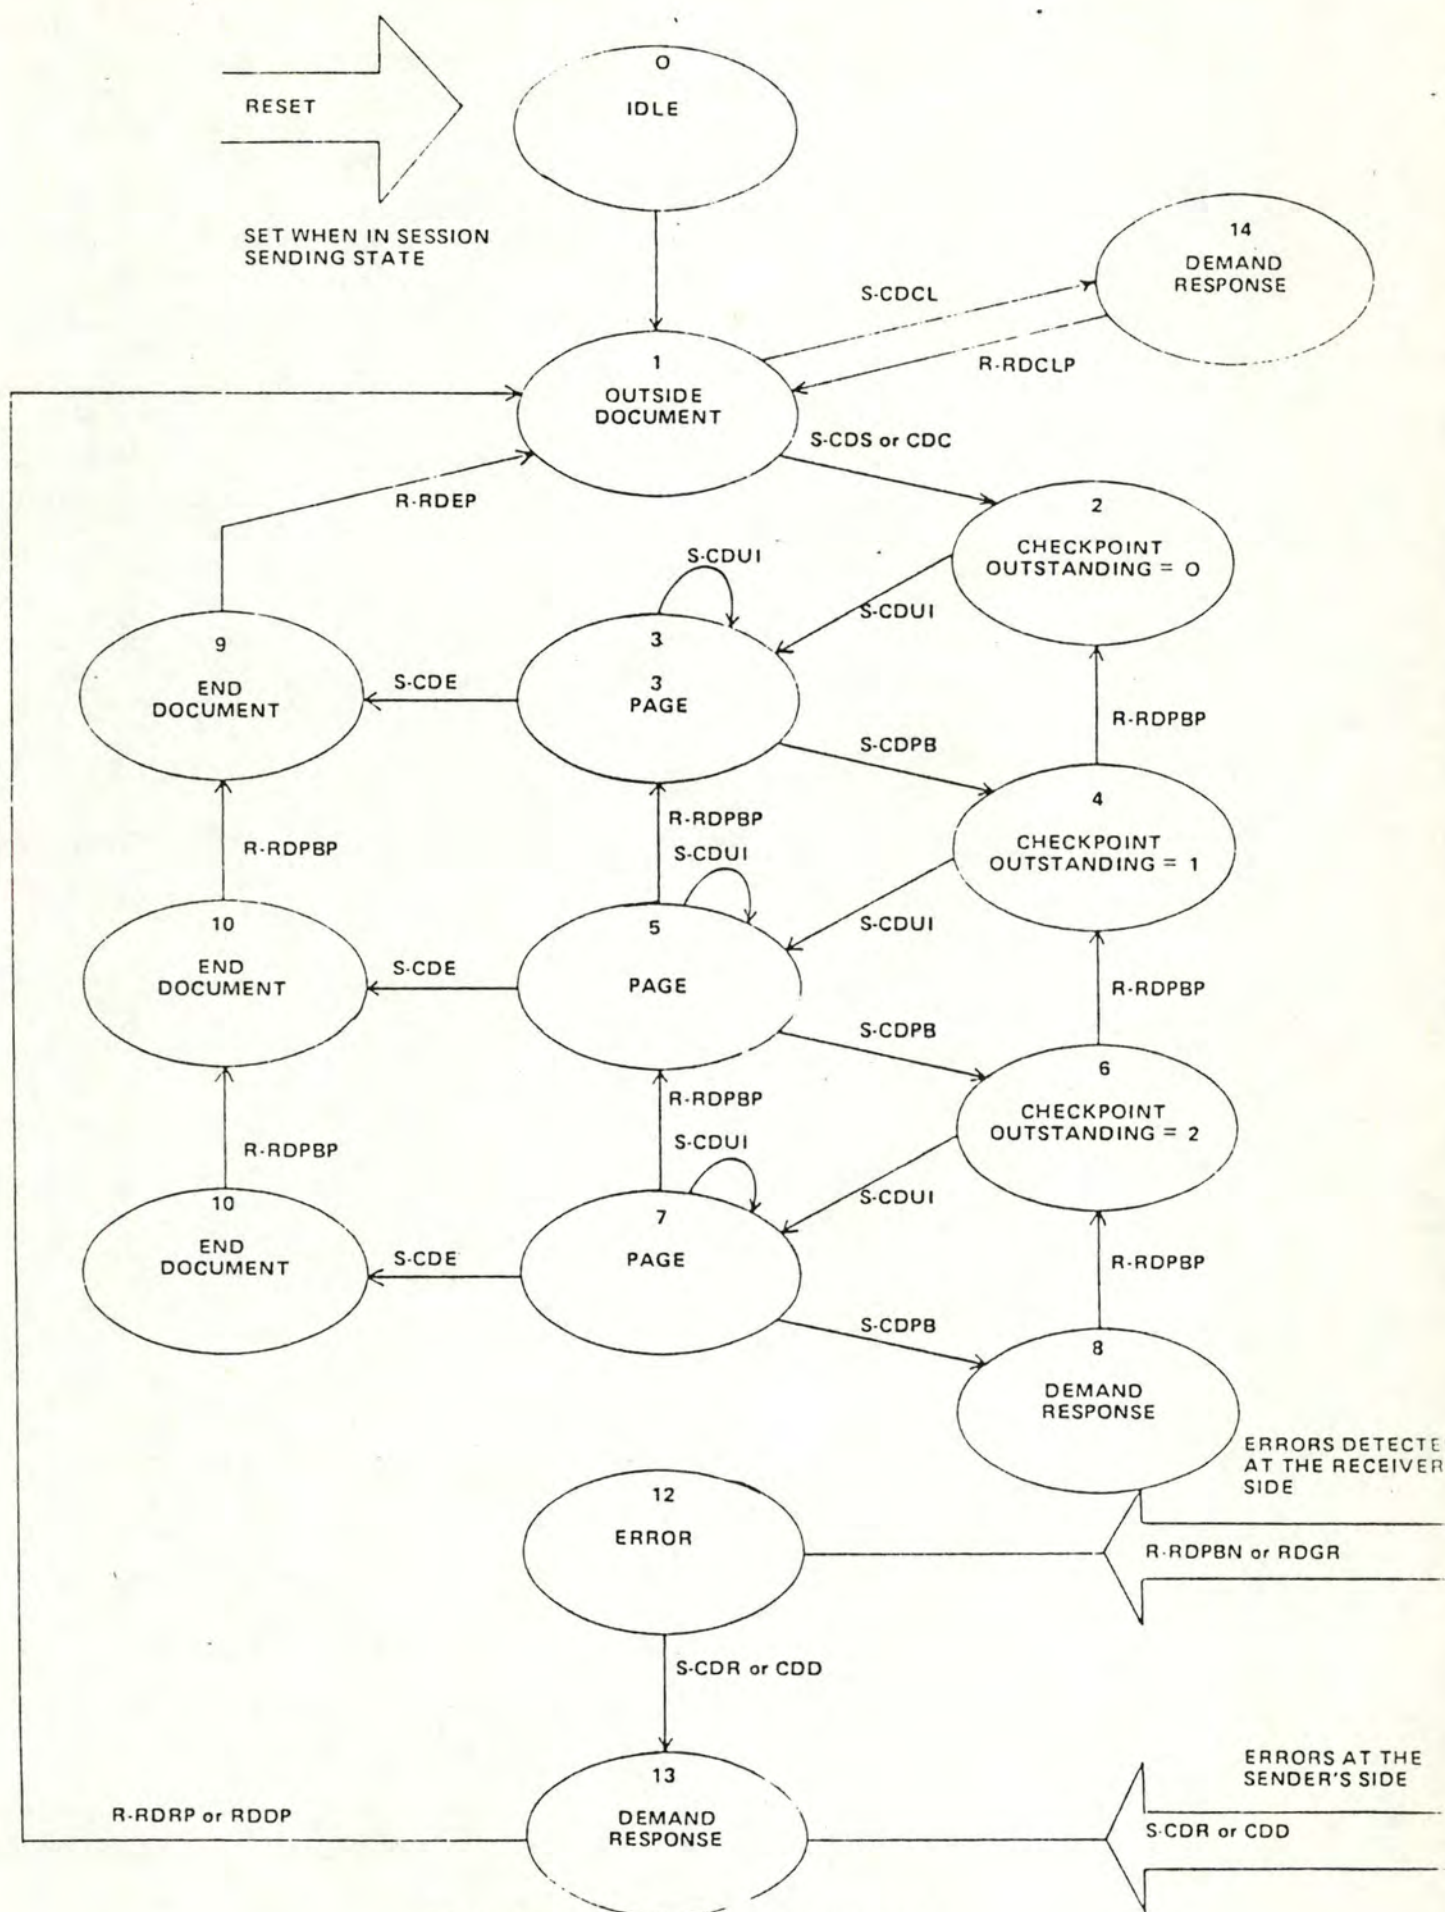 0
IDLE
RESET
SET WHEN IN SESSION
SENDING STATE
14
DEMAND
RESPONSE
S-CDCL
R-RDCLP
1
OUTSIDE
DOCUMENT
S-CDS or CDC
R-RDEP
2
CHECKPOINT
OUTSTANDING = 0
S-CDUI
S-CDUI
9
END
DOCUMENT
S-CDE
3
3
PAGE
R-RDPBP
S-CDPB
4
CHECKPOINT
OUTSTANDING = 1
R-RDPBP
R-RDPBP
S-CDUI
S-CDUI
10
END
DOCUMENT
S-CDE
5
PAGE
R-RDPBP
S-CDPB
6
CHECKPOINT
OUTSTANDING = 2
R-RDPBP
R-RDPBP
S-CDUI
S-CDUI
10
END
DOCUMENT
S-CDE
7
PAGE
R-RDPBP
S-CDPB
8
DEMAND
RESPONSE
ERRORS DETECTE
AT THE RECEIVER
SIDE
12
ERROR
R-RDPBN or RDGR
S-CDR or CDD
ERRORS AT THE
SENDER'S SIDE
13
DEMAND
RESPONSE
R-RDRP or RDDP
S-CDR or CDD